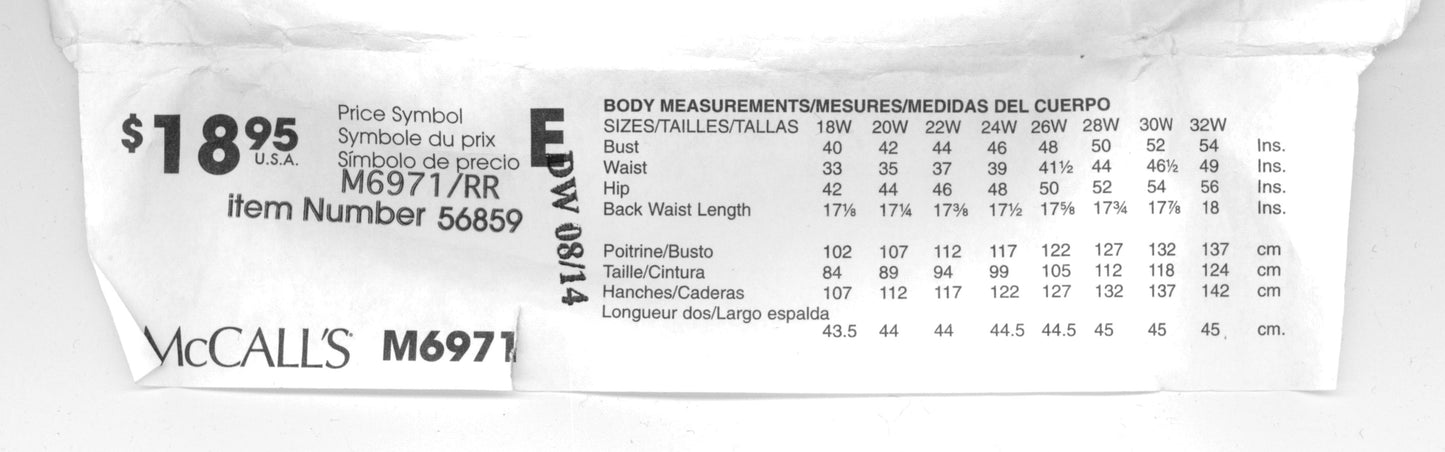 $18 95
U.S.A.
Price Symbol
Symbole du prix
Símbolo de precio
E
M6971/RR
item Number 56859
DW 08/14
McCALL'S M6971
BODY MEASUREMENTS/MESURES/MEDIDAS DEL CUERPO
SIZES/TAILLES/TALLAS 18W 20W 22W 24W 26W 28W 30W 32W
Bust 40 42 44 46 48 50 52 54 Ins.
Waist 33 35 37 39 41½ 44 46½ 49 Ins.
Hip 42 44 46 48 50 52 54 56 Ins.
Back Waist Length 17⅛ 17¼ 17⅜ 17½ 17⅝ 17¾ 17⅞ 18 Ins.
Poitrine/Busto 102 107 112 117 122 127 132 137 cm
Taille/Cintura 84 89 94 99 105 112 118 124 cm
Hanches/Caderas 107 112 117 122 127 132 137 142 cm
Longueur dos/Largo espalda
43.5 44 44 44.5 44.5 45 45 45, cm.